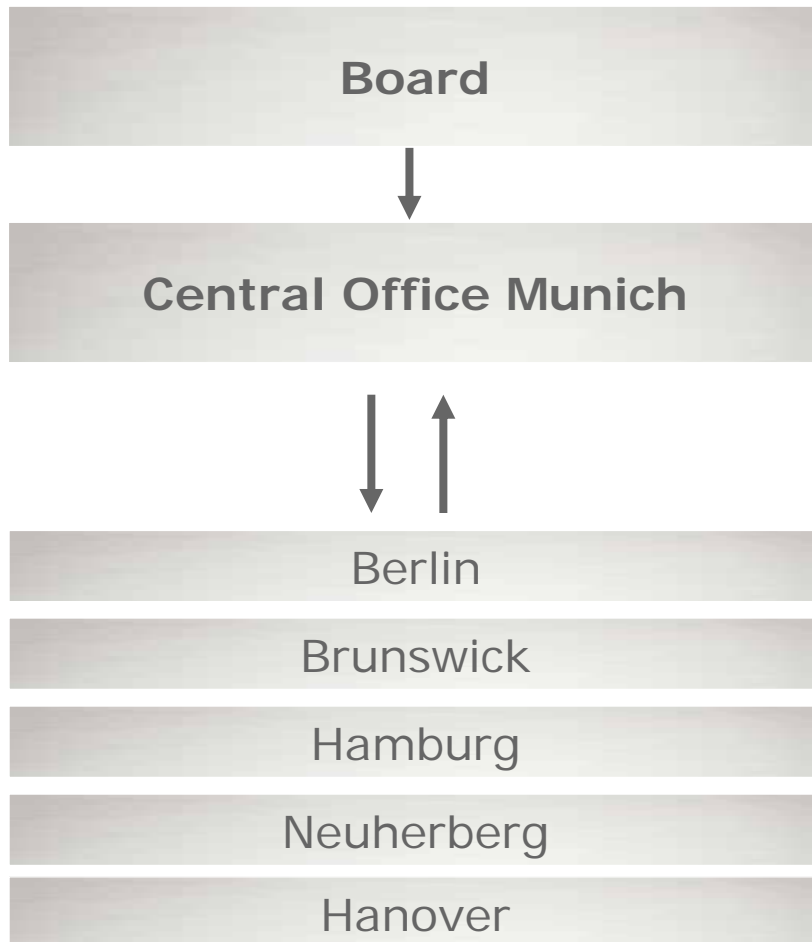 Board
Central Office Munich
Berlin
Brunswick
Hamburg
Neuherberg
Hanover